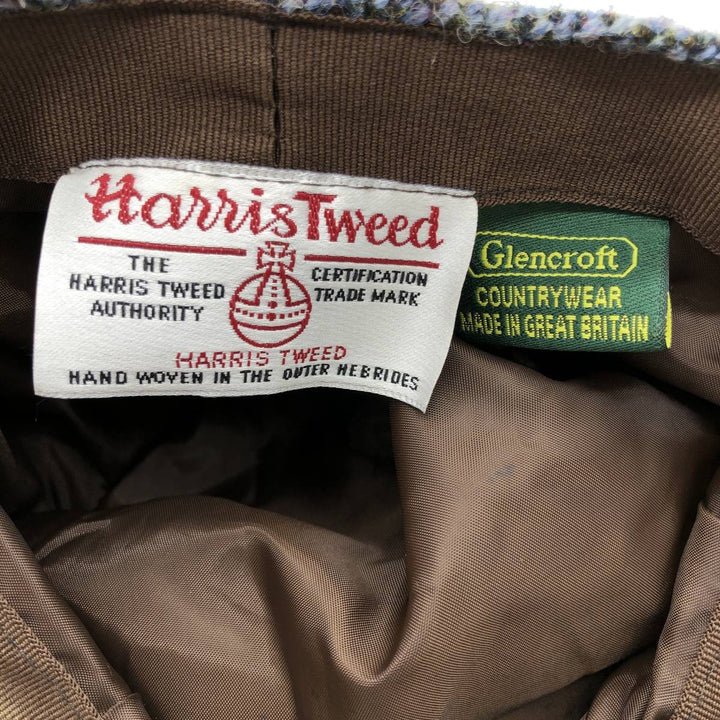 Harris Tweed
THE HARRIS TWEED AUTHORITY
CERTIFICATION TRADE MARK
HARRIS TWEED
HAND WOVEN IN THE OUTER HEBRIDES
Glencroft
COUNTRYWEAR
MADE IN GREAT BRITAIN